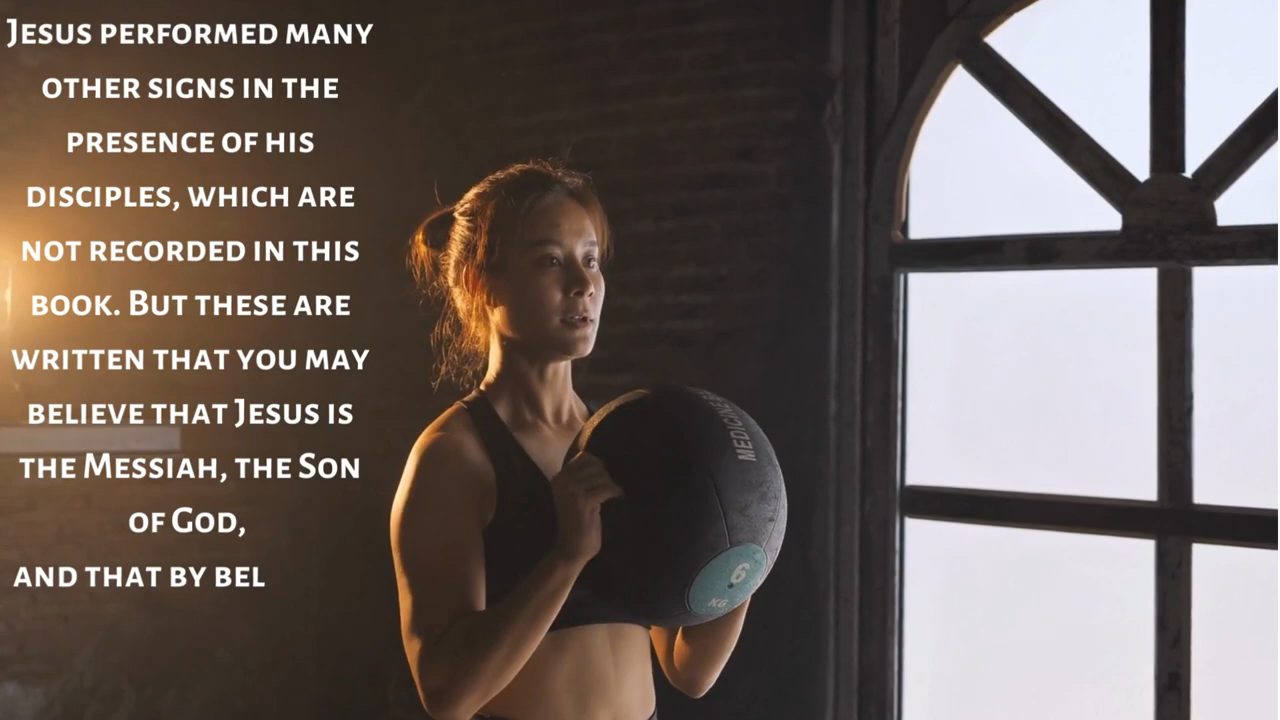 Jesus performed many
other signs in the
presence of his
disciples, which are
not recorded in this
book. But these are
written that you may
believe that Jesus is
the Messiah, the Son
of God,
and that by bel
MEDICINE
6
KG